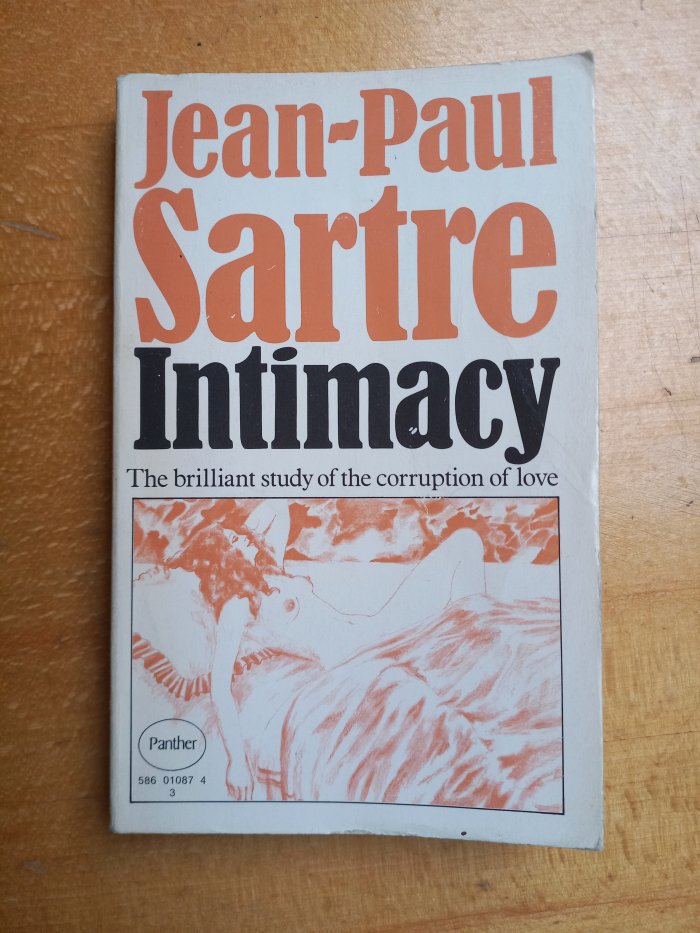 Jean-Paul
Sartre
Intimacy
The brilliant study of the corruption of love
Panther
586 01087 4
3